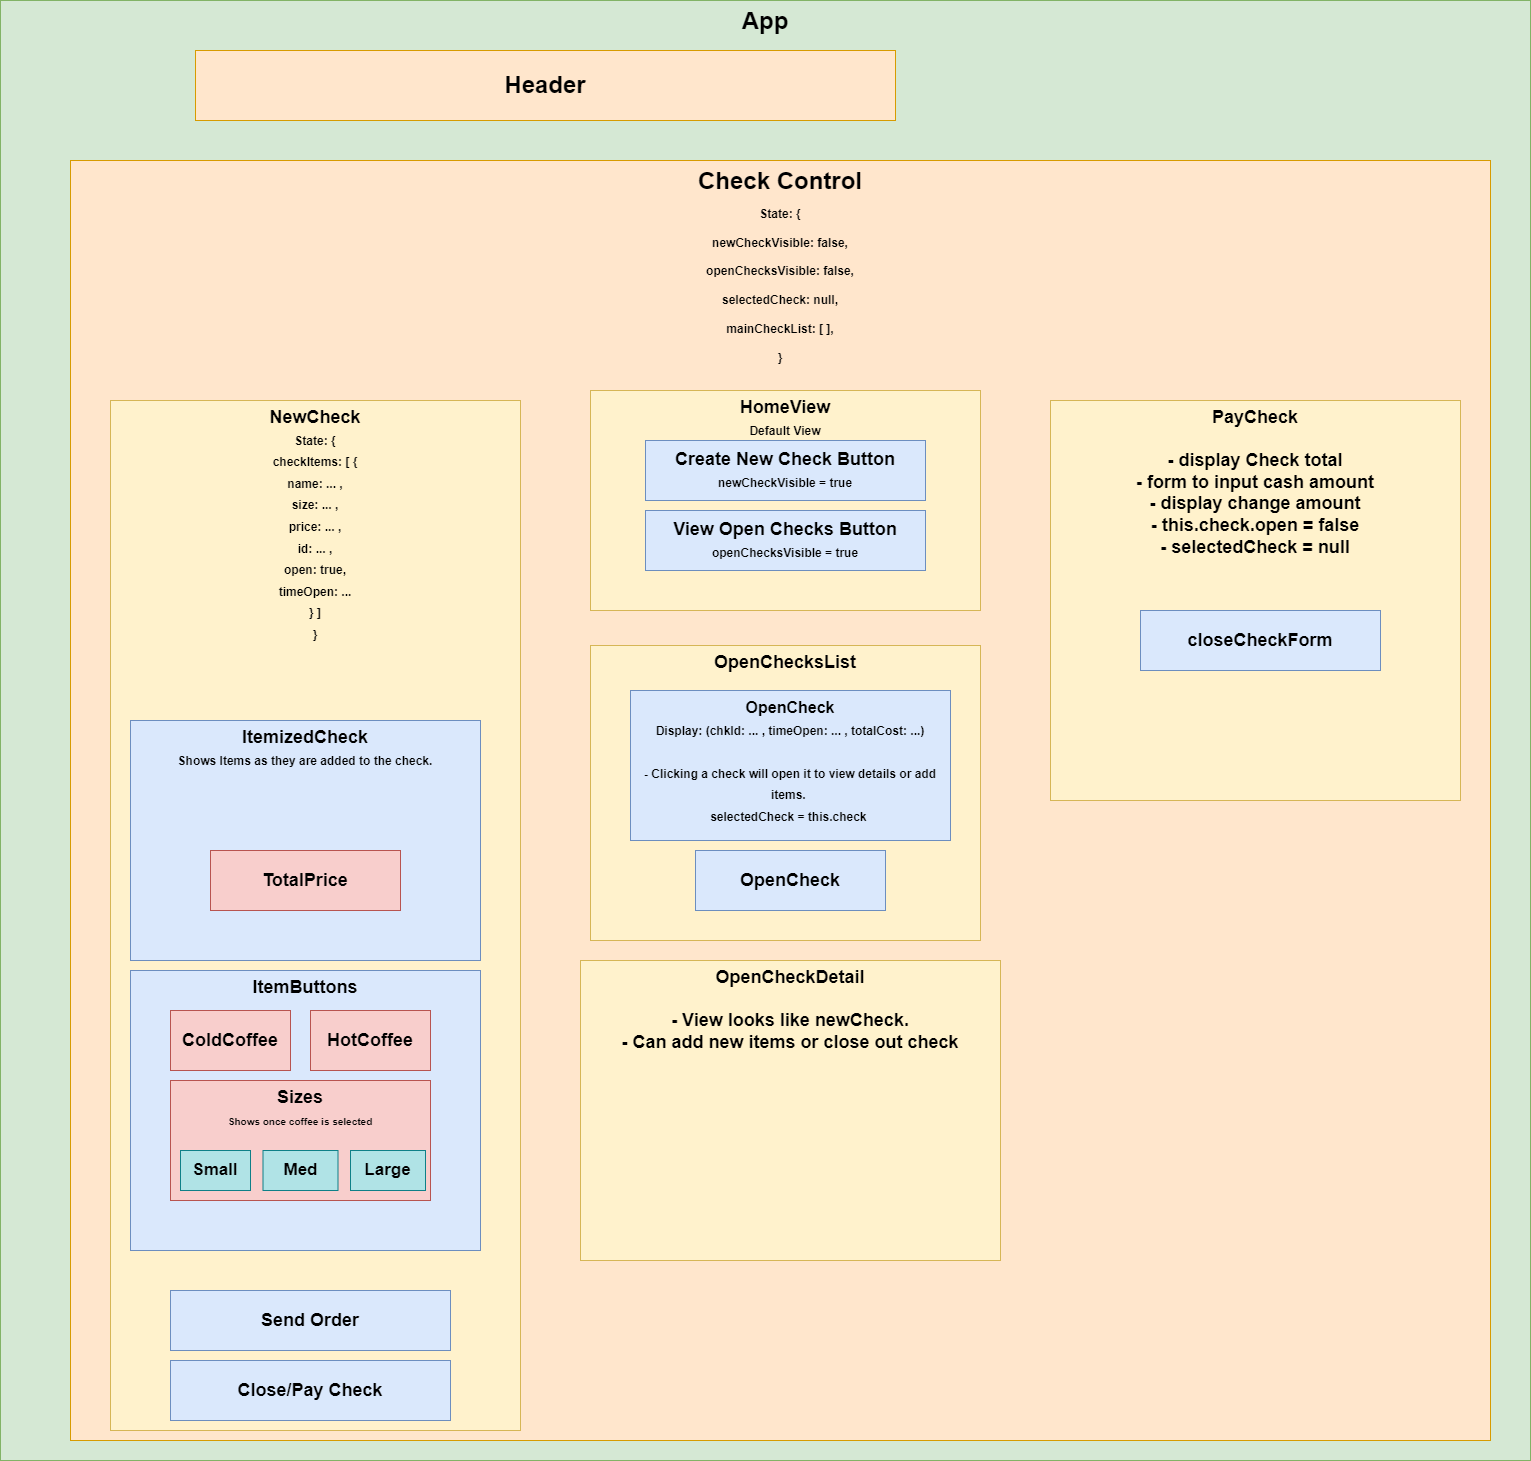 App
Header
Check Control
State: {
newCheckVisible: false,
openChecksVisible: false,
selectedCheck: null,
mainCheckList: [ ],
}
NewCheck
State: {
checkItems: [ {
name: ... ,
size: ... ,
price: ... ,
id: ... ,
open: true,
timeOpen: ...
} ]
}
ItemizedCheck
Shows Items as they are added to the check.
TotalPrice
ItemButtons
ColdCoffee
HotCoffee
Sizes
Shows once coffee is selected
Small
Med
Large
Send Order
Close/Pay Check
HomeView
Default View
Create New Check Button
newCheckVisible = true
View Open Checks Button
openChecksVisible = true
OpenChecksList
OpenCheck
Display: (chkId: ... , timeOpen: ... , totalCost: ...)
- Clicking a check will open it to view details or add
items.
selectedCheck = this.check
OpenCheck
OpenCheckDetail
- View looks like newCheck.
- Can add new items or close out check
PayCheck
- display Check total
- form to input cash amount
- display change amount
- this.check.open = false
- selectedCheck = null
closeCheckForm